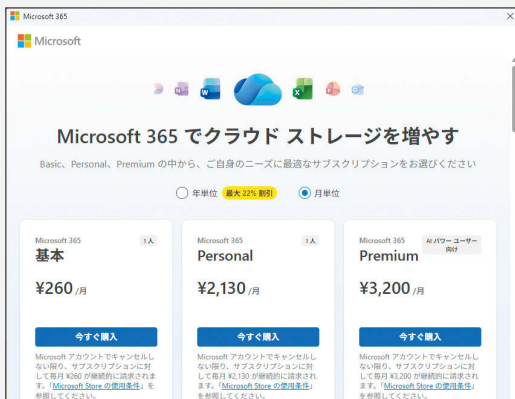 Microsoft 365
Microsoft
Microsoft 365 でクラウド ストレージを増やす
Basic、Personal、Premium の中から、ご自身のニーズに最適なサブスクリプションをお選びください
年単位 最大 22% 割引 月単位
Microsoft 365 1人
基本
¥260 /月
今すぐ購入
Microsoft アカウントでキャンセルし
ない限り、サブスクリプションに対
して毎月 ¥260 が継続的に請求されま
す。「Microsoft Store の使用条件」を
参照してください。
Microsoft 365 1人
Personal
¥2,130 /月
今すぐ購入
Microsoft アカウントでキャンセルし
ない限り、サブスクリプションに対
して毎月 ¥2,130 が継続的に請求され
ます。「Microsoft Store の使用条件」
を参照してください。
Microsoft 365 AI パワー ユーザー
向け
Premium
¥3,200 /月
今すぐ購入
Microsoft アカウントでキャンセルし
ない限り、サブスクリプションに対
して毎月 ¥3,200 が継続的に請求され
ます。「Microsoft Store の使用条件」
を参照してください。